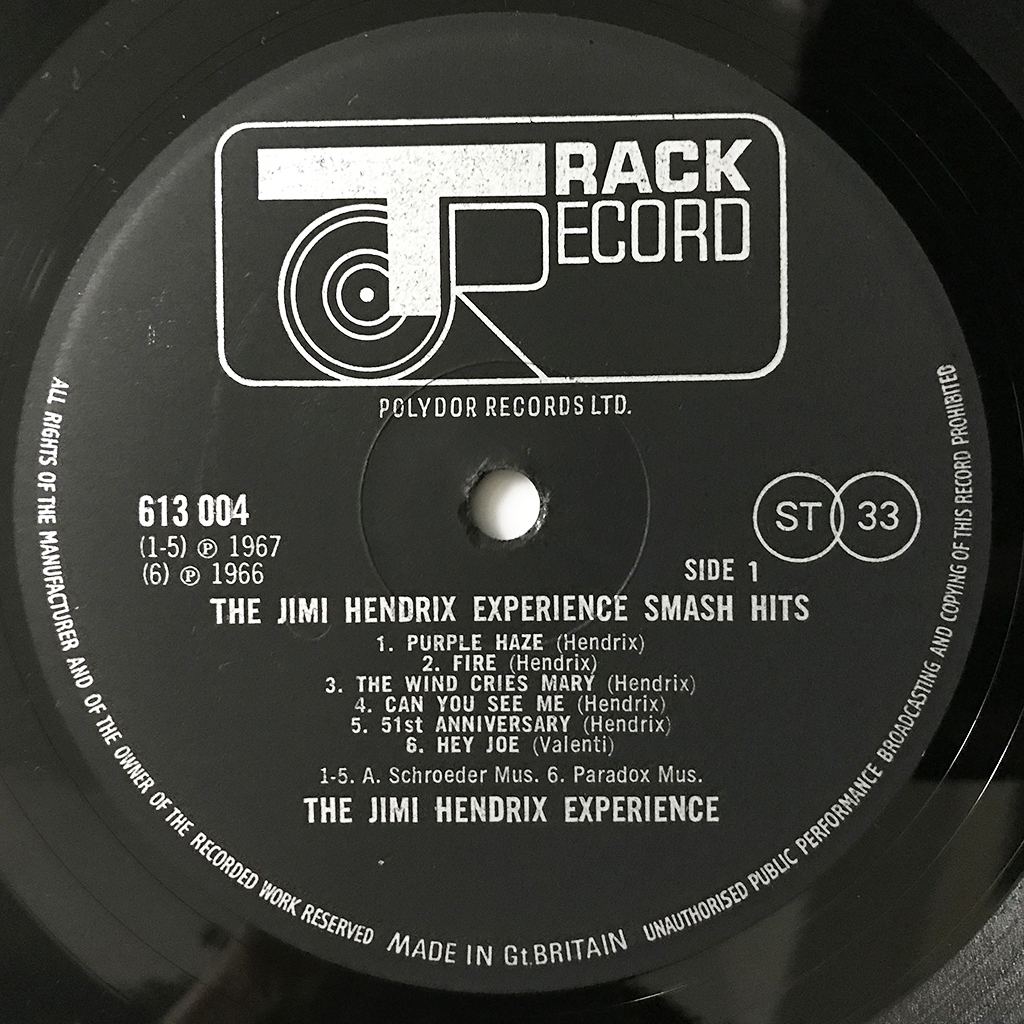 TRACK
RECORD
POLYDOR RECORDS LTD.
613 004
(1-5) ℗ 1967
(6) ℗ 1966
ST 33
SIDE 1
THE JIMI HENDRIX EXPERIENCE SMASH HITS
1. PURPLE HAZE (Hendrix)
2. FIRE (Hendrix)
3. THE WIND CRIES MARY (Hendrix)
4. CAN YOU SEE ME (Hendrix)
5. 51st ANNIVERSARY (Hendrix)
6. HEY JOE (Valenti)
1-5. A. Schroeder Mus. 6. Paradox Mus.
THE JIMI HENDRIX EXPERIENCE
ALL RIGHTS OF THE MANUFACTURER AND OF THE OWNER OF THE RECORDED WORK RESERVED
MADE IN Gt.BRITAIN
UNAUTHORISED PUBLIC PERFORMANCE BROADCASTING AND COPYING OF THIS RECORD PROHIBITED